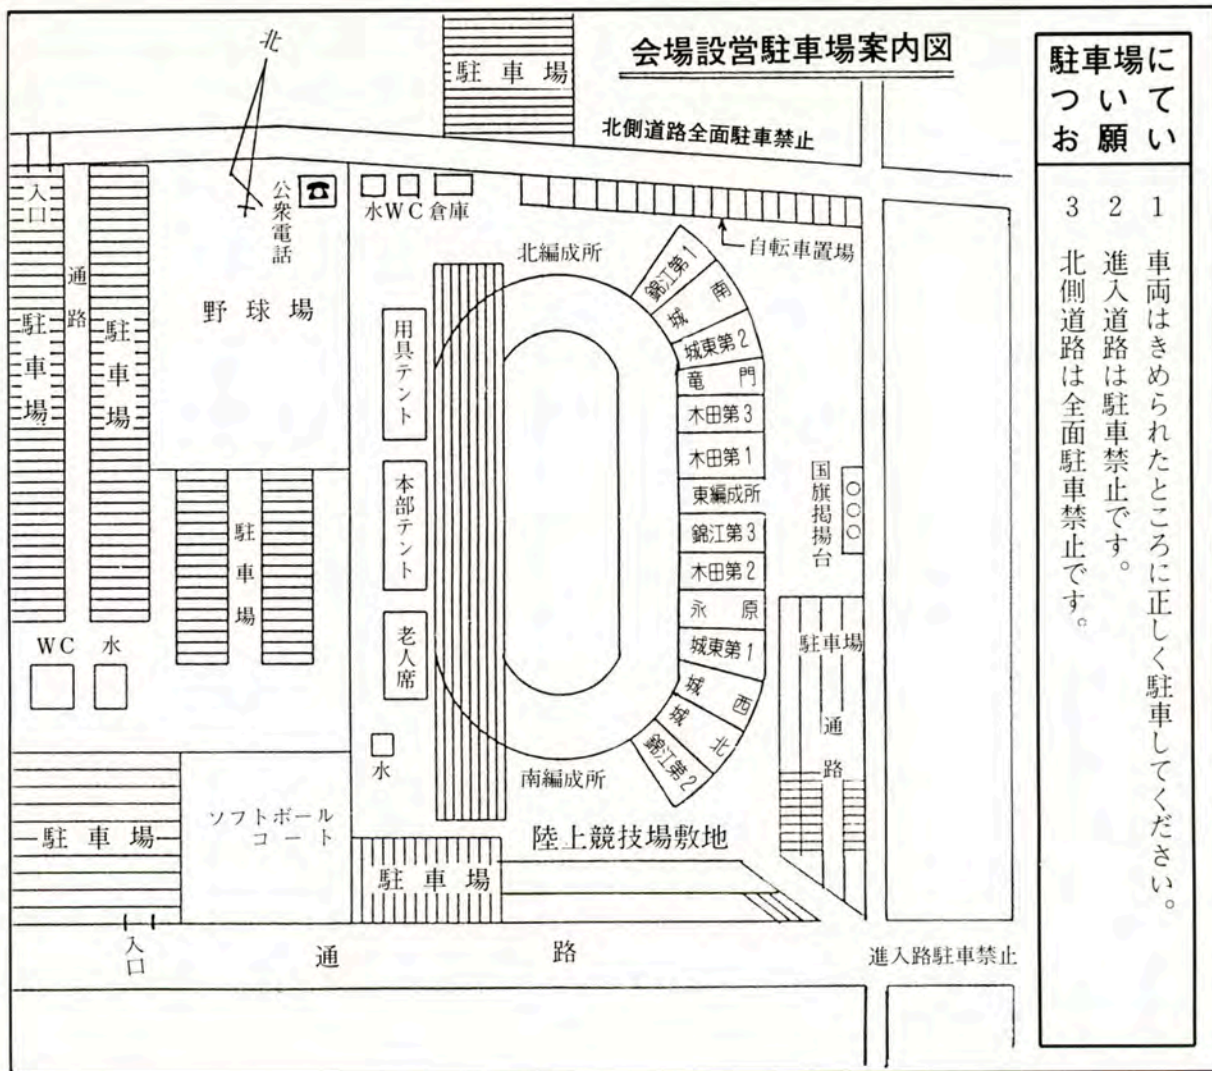 会場設営駐車場案内図
北
駐車場
北側道路全面駐車禁止
入口
通路
駐車場
駐車場
公衆電話
水
WC
倉庫
自転車置場
野球場
北編成所
用具テント
本部テント
老人席
錦江第1
城南
城東第2
竜門
木田第3
木田第1
東編成所
錦江第3
木田第2
永原
城東第1
城西
城北
錦江第2
国旗掲揚台
駐車場
駐車場
通路
WC
水
水
南編成所
駐車場
ソフトボール
コート
駐車場
陸上競技場敷地
入口
通路
進入路駐車禁止
駐車場に
ついて
お願い
1 車両はきめられたところに正しく駐車してください。
2 進入道路は駐車禁止です。
3 北側道路は全面駐車禁止です。